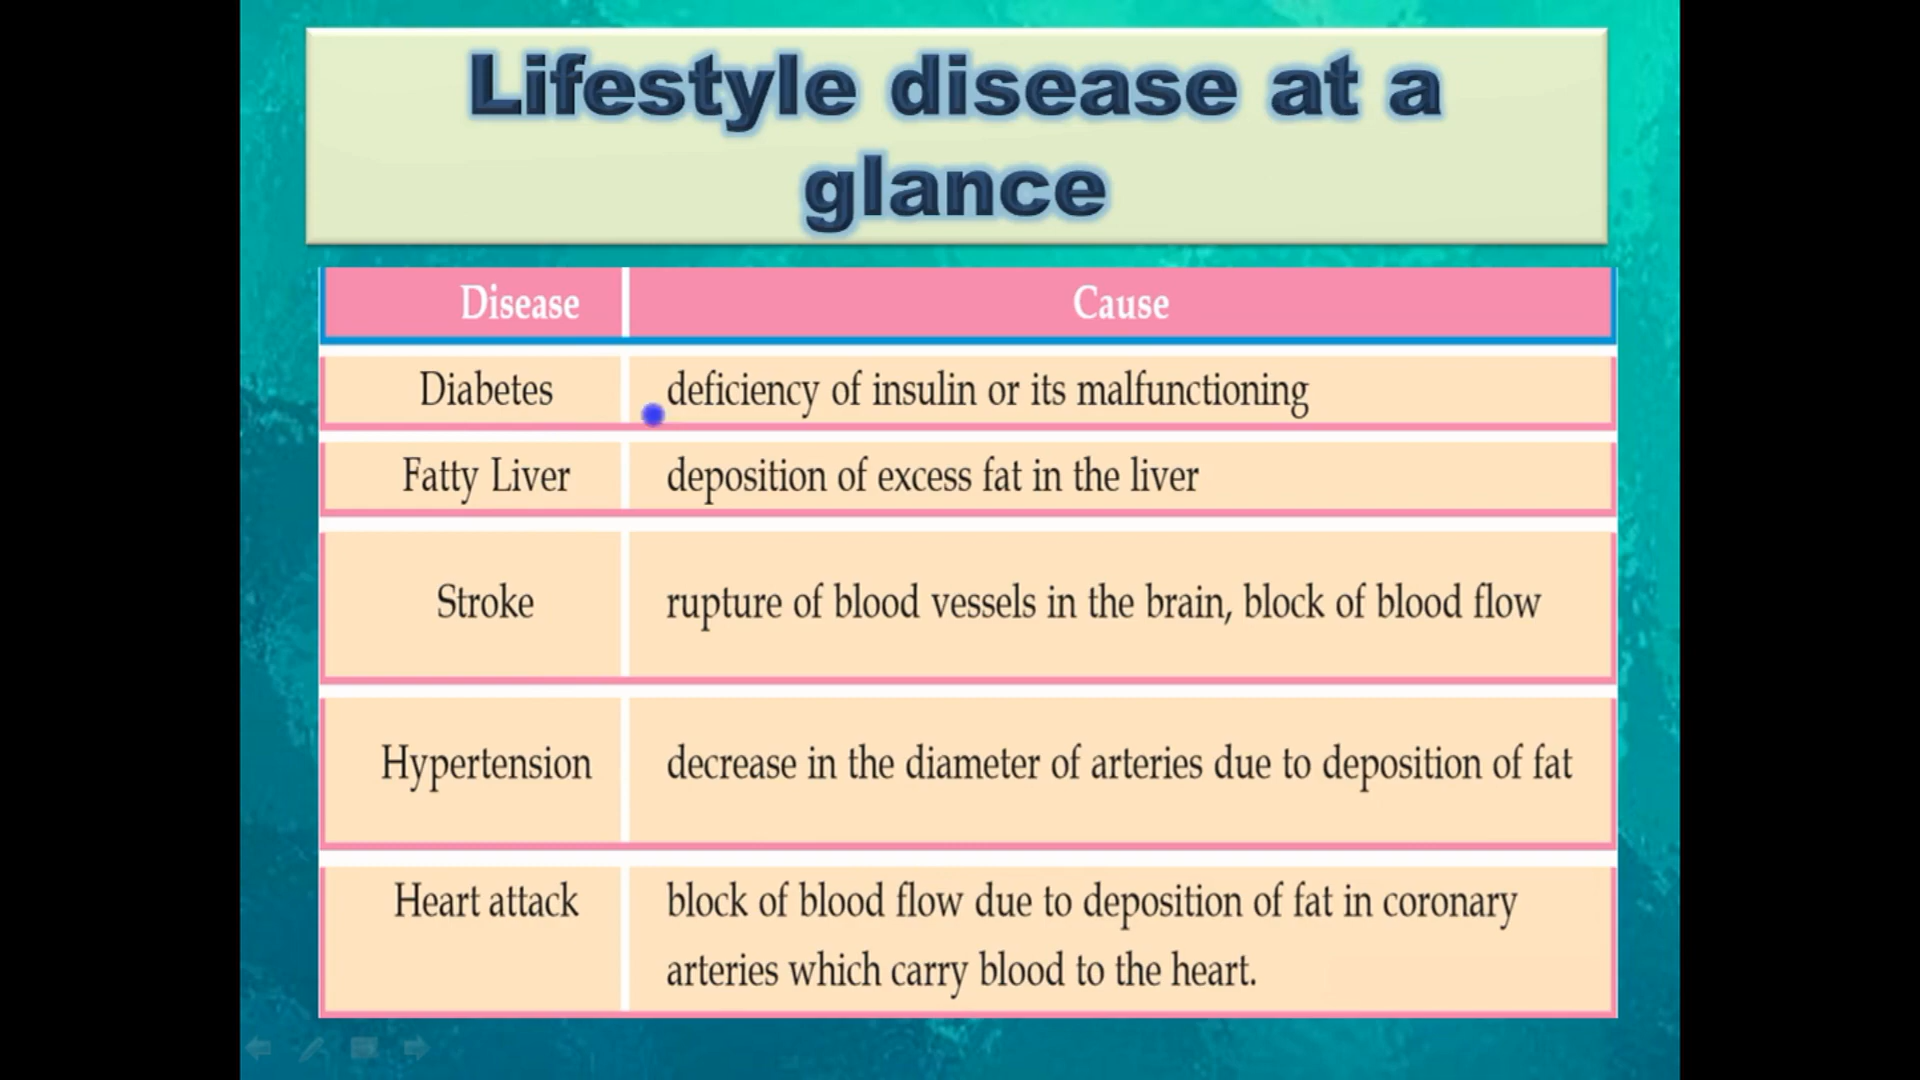 Lifestyle disease at a
glance
Disease Cause
Diabetes deficiency of insulin or its malfunctioning
Fatty Liver deposition of excess fat in the liver
Stroke rupture of blood vessels in the brain, block of blood flow
Hypertension decrease in the diameter of arteries due to deposition of fat
Heart attack block of blood flow due to deposition of fat in coronary
arteries which carry blood to the heart.